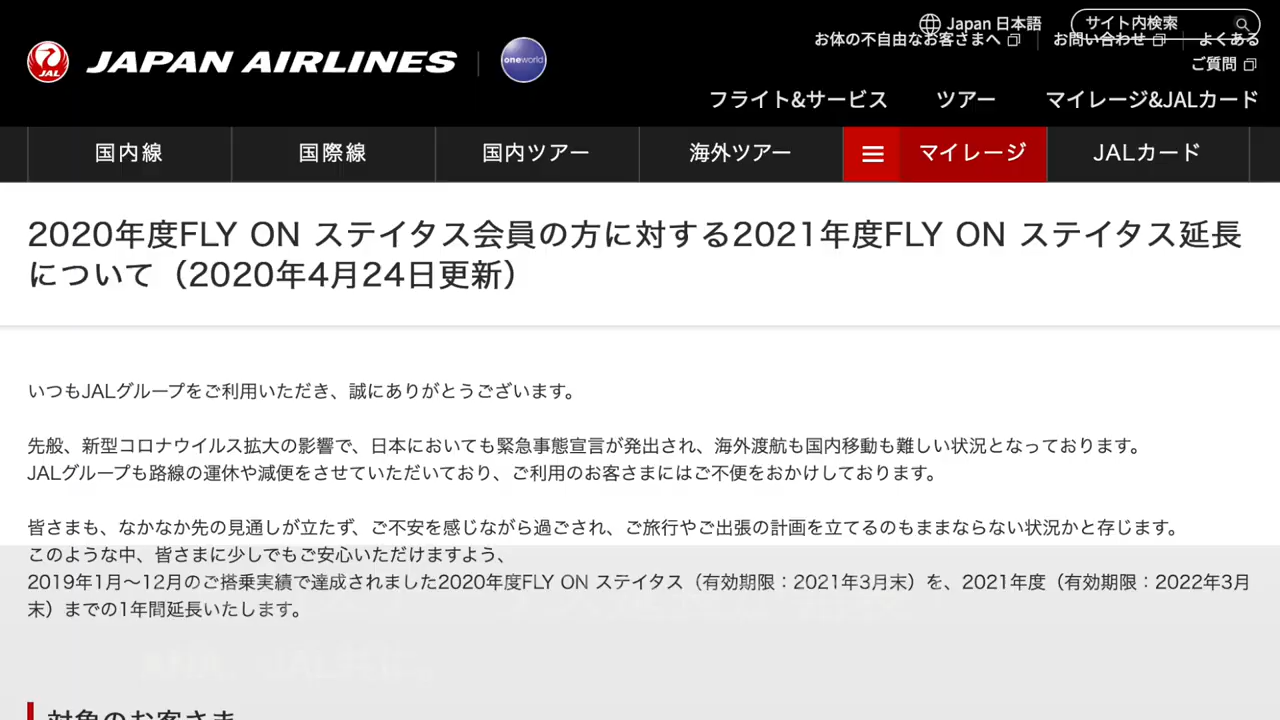 Japan 日本語
サイト内検索
お体の不自由なお客さまへ
お問い合わせ
よくある
ご質問
JAL
JAPAN AIRLINES
oneworld
フライト&サービス
ツアー
マイレージ&JALカード
国内線
国際線
国内ツアー
海外ツアー
マイレージ
JALカード
2020年度FLY ON ステイタス会員の方に対する2021年度FLY ON ステイタス延長
について（2020年4月24日更新）
いつもJALグループをご利用いただき、誠にありがとうございます。
先般、新型コロナウイルス拡大の影響で、日本においても緊急事態宣言が発出され、海外渡航も国内移動も難しい状況となっております。
JALグループも路線の運休や減便をさせていただいており、ご利用のお客さまにはご不便をおかけしております。
皆さまも、なかなか先の見通しが立たず、ご不安を感じながら過ごされ、ご旅行やご出張の計画を立てるのもままならない状況かと存じます。
このような中、皆さまに少しでもご安心いただけますよう、
2019年1月～12月のご搭乗実績で達成されました2020年度FLY ON ステイタス（有効期限：2021年3月末）を、2021年度（有効期限：2022年3月
末）までの1年間延長いたします。
対象のお客さま